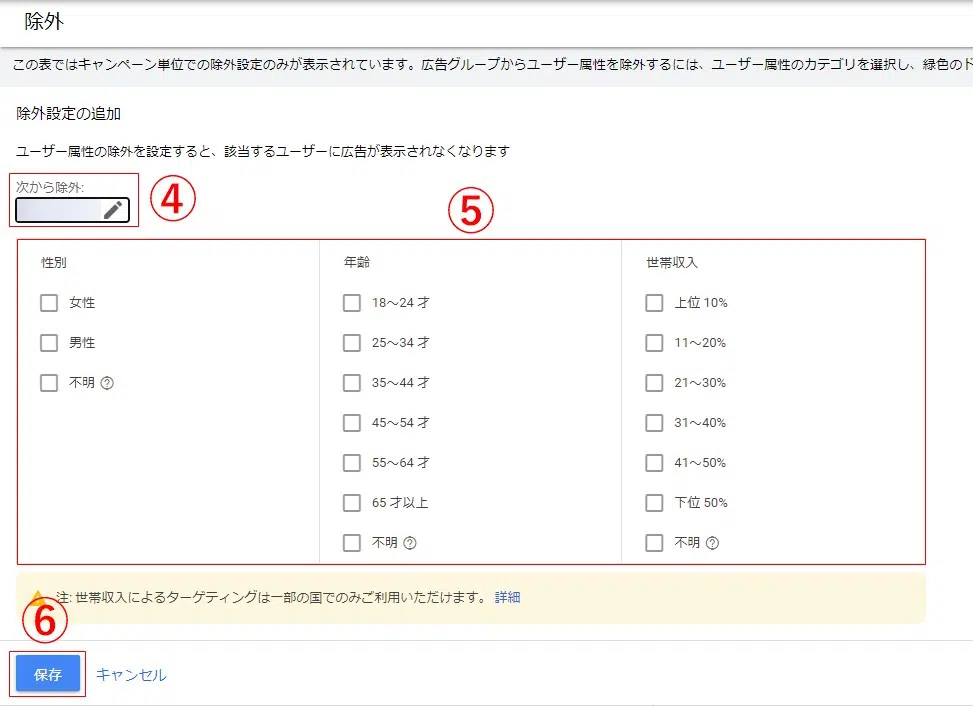 除外
この表ではキャンペーン単位での除外設定のみが表示されています。広告グループからユーザー属性を除外するには、ユーザー属性のカテゴリを選択し、緑色のド
除外設定の追加
ユーザー属性の除外を設定すると、該当するユーザーに広告が表示されなくなります
次から除外:
④
⑤
性別
女性
男性
不明
年齢
18～24 才
25～34 才
35～44 才
45～54 才
55～64 才
65 才以上
不明
世帯収入
上位 10%
11～20%
21～30%
31～40%
41～50%
下位 50%
不明
注: 世帯収入によるターゲティングは一部の国でのみご利用いただけます。 詳細
⑥
保存 キャンセル